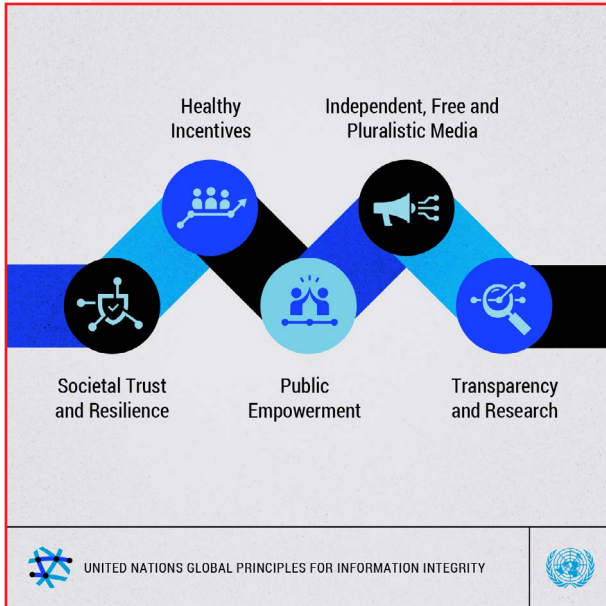 Healthy
Incentives
Independent, Free and
Pluralistic Media
Societal Trust
and Resilience
Public
Empowerment
Transparency
and Research
UNITED NATIONS GLOBAL PRINCIPLES FOR INFORMATION INTEGRITY